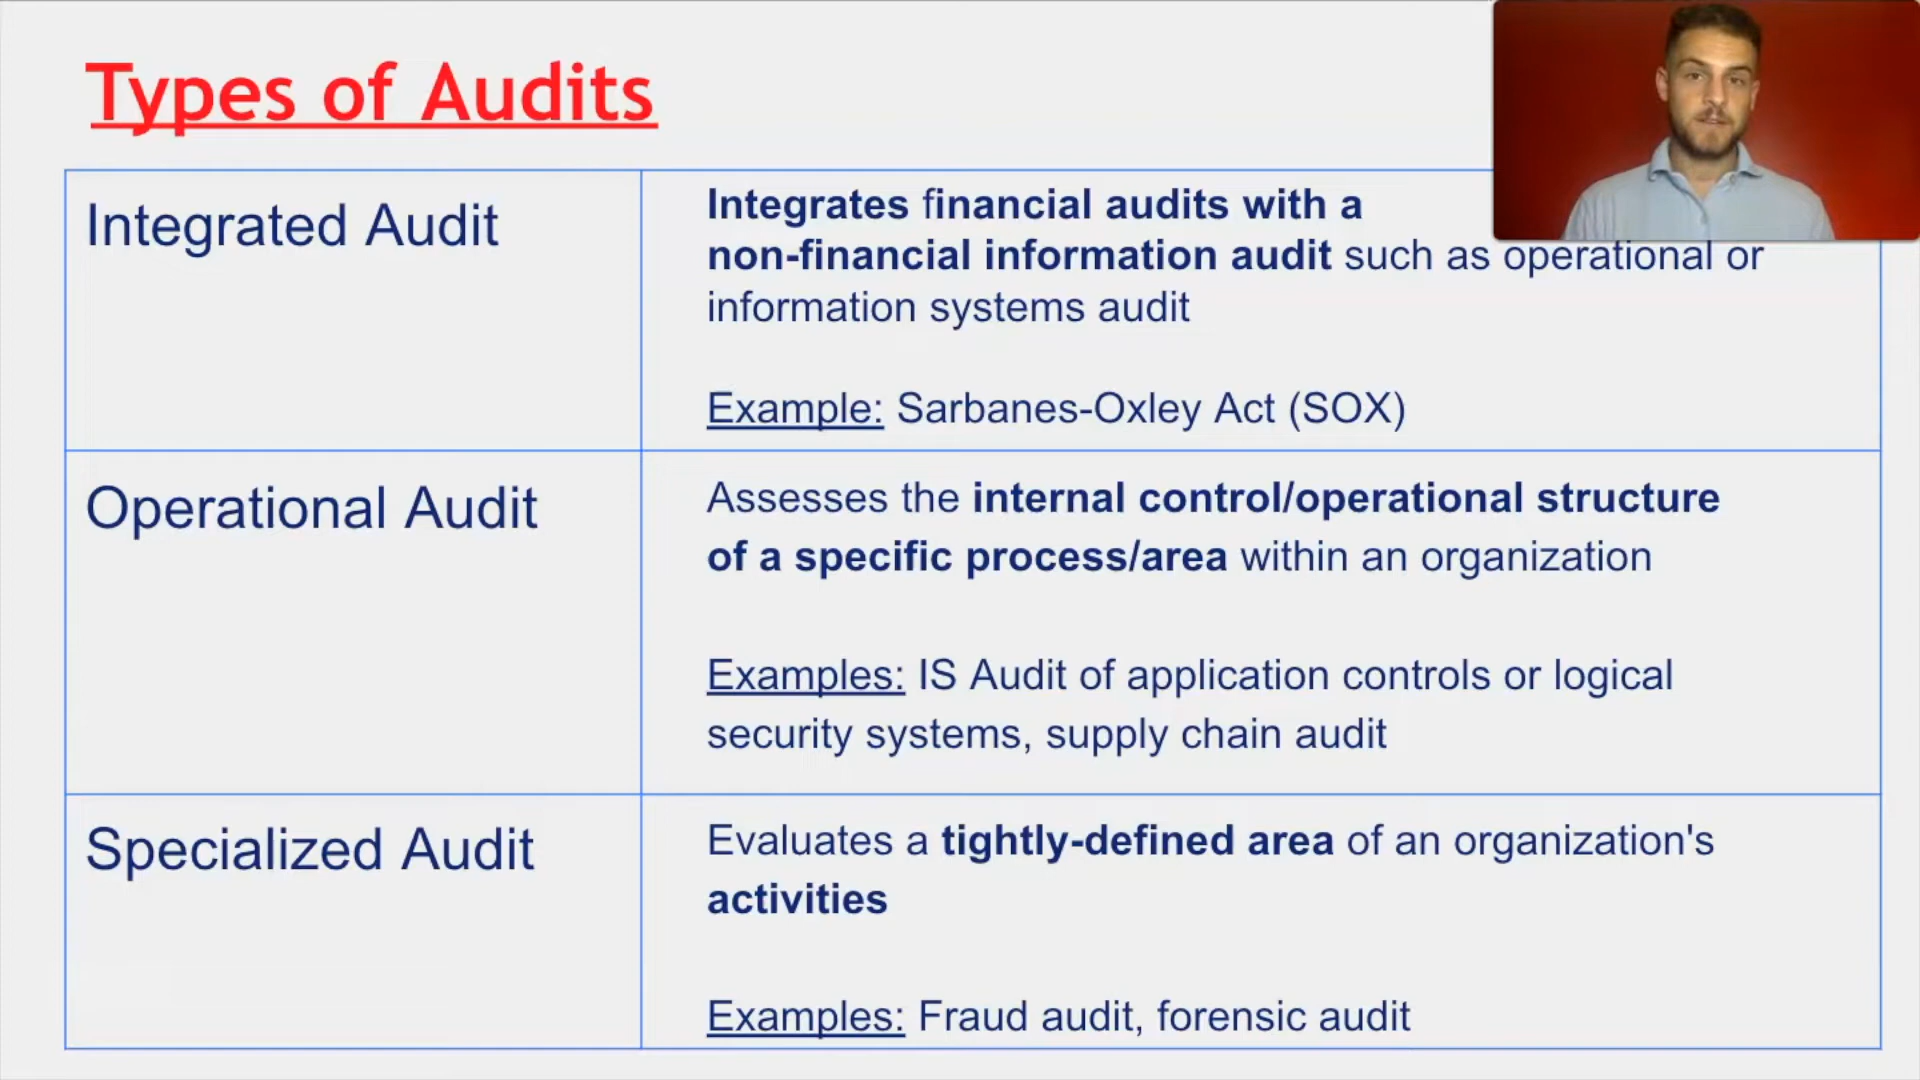 Types of Audits
Integrated Audit
Integrates financial audits with a
non-financial information audit such as operational or
information systems audit
Example: Sarbanes-Oxley Act (SOX)
Operational Audit
Assesses the internal control/operational structure
of a specific process/area within an organization
Examples: IS Audit of application controls or logical
security systems, supply chain audit
Specialized Audit
Evaluates a tightly-defined area of an organization's
activities
Examples: Fraud audit, forensic audit